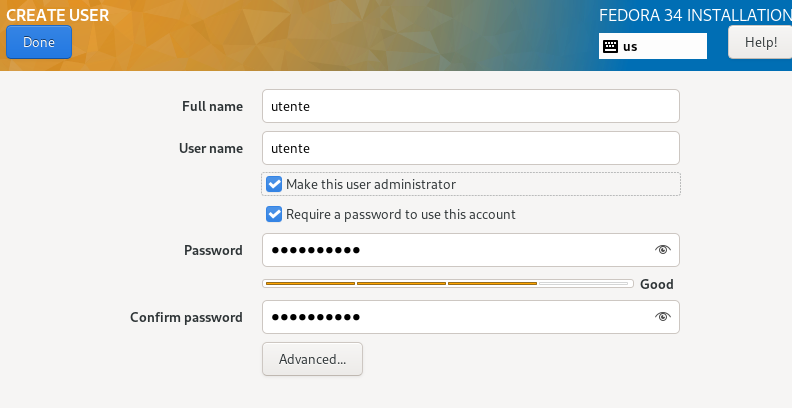 CREATE USER
FEDORA 34 INSTALLATION
Done
us
Help!
Full name
utente
User name
utente
Make this user administrator
Require a password to use this account
Password
●●●●●●●●●●
Good
Confirm password
●●●●●●●●●●
Advanced...